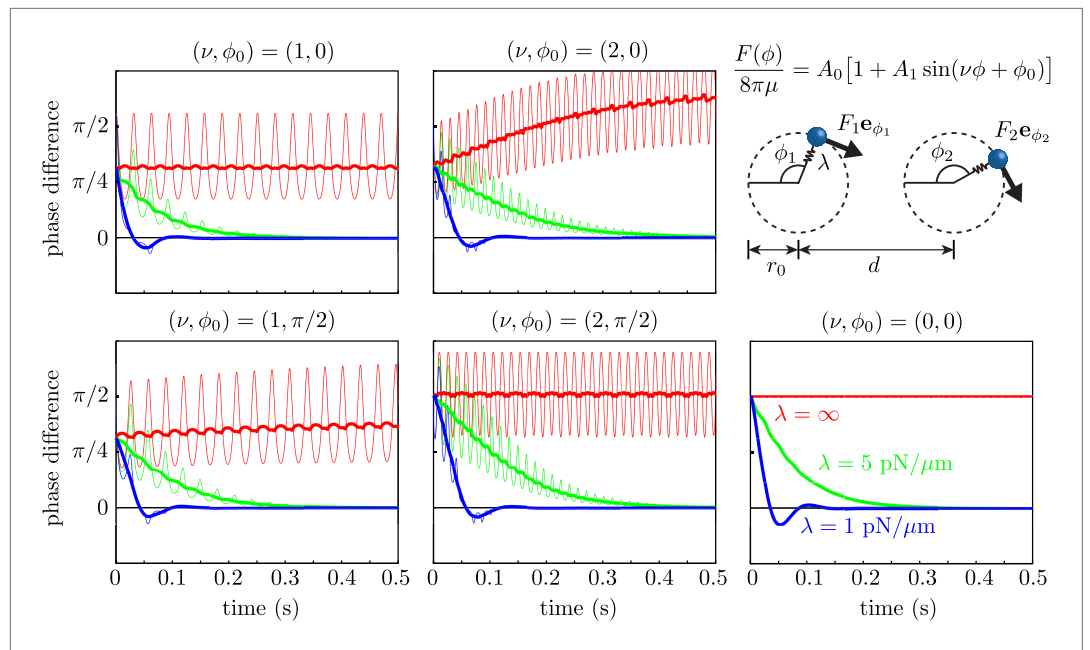 (ν, ϕ₀) = (1, 0)
(ν, ϕ₀) = (2, 0)
F(ϕ)/8πμ = A₀[1 + A₁ sin(νϕ + ϕ₀)]
phase difference
π/2
π/4
0
ϕ₁
λ
F₁e_ϕ₁
ϕ₂
F₂e_ϕ₂
r₀
d
(ν, ϕ₀) = (1, π/2)
(ν, ϕ₀) = (2, π/2)
(ν, ϕ₀) = (0, 0)
phase difference
π/2
π/4
0
λ = ∞
λ = 5 pN/μm
λ = 1 pN/μm
0 0.1 0.2 0.3 0.4 0.5
0 0.1 0.2 0.3 0.4 0.5
0 0.1 0.2 0.3 0.4 0.5
time (s)
time (s)
time (s)